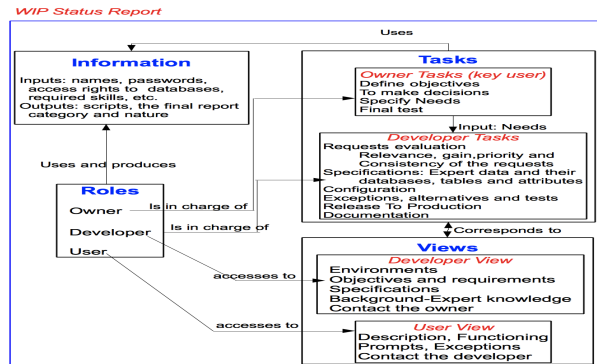 WIP Status Report
Uses
Information
Inputs: names, passwords,
access rights to databases,
required skills, etc.
Outputs: scripts, the final report
category and nature
Tasks
Owner Tasks (key user)
Define objectives
To make decisions
Specify Needs
Final test
Input: Needs
Developer Tasks
Requests evaluation
Relevance, gain,priority and
Consistency of the requests
Specifications: Expert data and their
databases, tables and attributes
Configuration
Exceptions, alternatives and tests
Release To Production
Documentation
Uses and produces
Roles
Owner
Is in charge of
Developer
Is in charge of
User
Corresponds to
Views
Developer View
Environments
Objectives and requirements
Specifications
Background-Expert knowledge
Contact the owner
accesses to
accesses to
User View
Description, Functioning
Prompts, Exceptions
Contact the developer